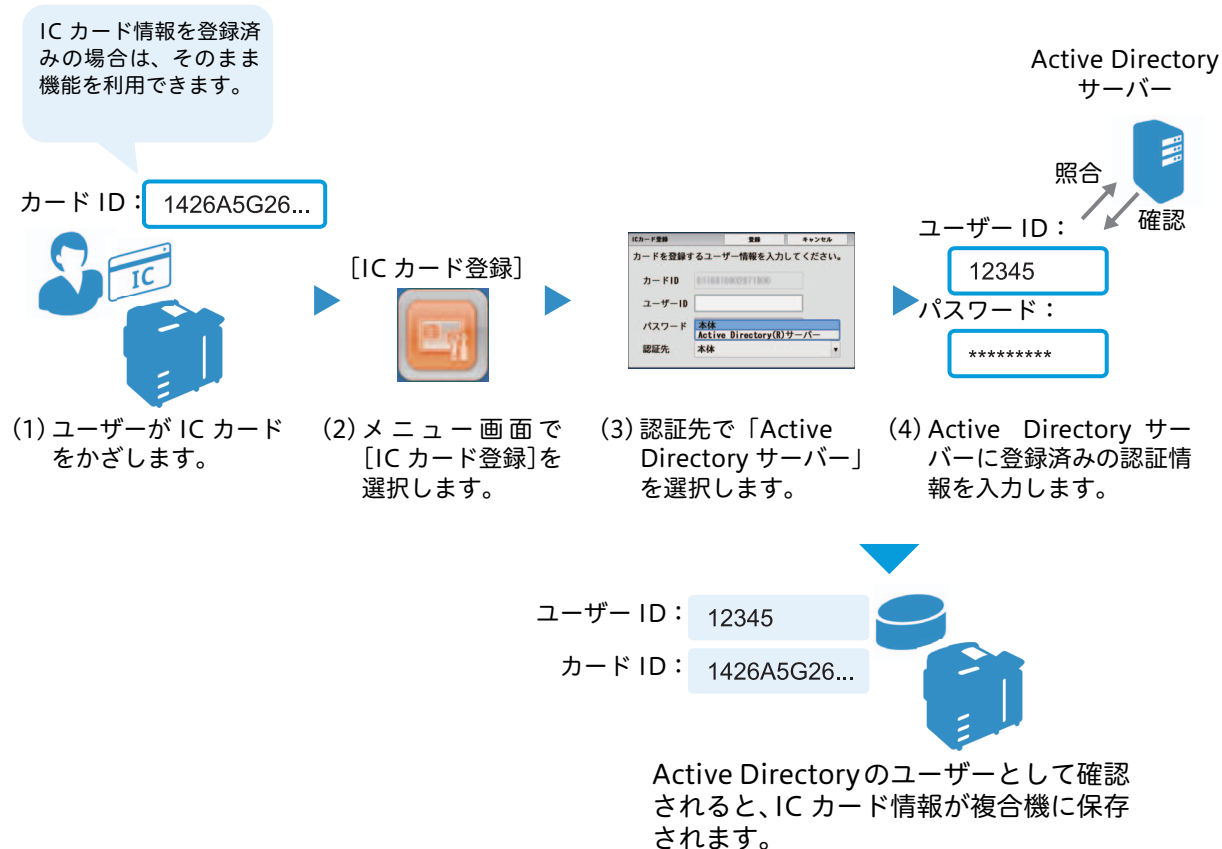 IC カード情報を登録済
みの場合は、そのまま
機能を利用できます。
Active Directory
サーバー
照合
確認
カード ID：
1426A5G26...
IC
［IC カード登録］
ICカード登録
登録
キャンセル
カードを登録するユーザー情報を入力してください。
カードID
ユーザーID
パスワード
本体
Active Directory(R)サーバー
認証先
本体
ユーザー ID：
12345
パスワード：
*********
（1）ユーザーが IC カード
をかざします。
（2）メニュー画面で
［IC カード登録］を
選択します。
（3）認証先で「Active
Directory サーバー」
を選択します。
（4）Active Directory サー
バーに登録済みの認証情
報を入力します。
ユーザー ID：
12345
カード ID：
1426A5G26...
Active Directoryのユーザーとして確認
されると、IC カード情報が複合機に保存
されます。